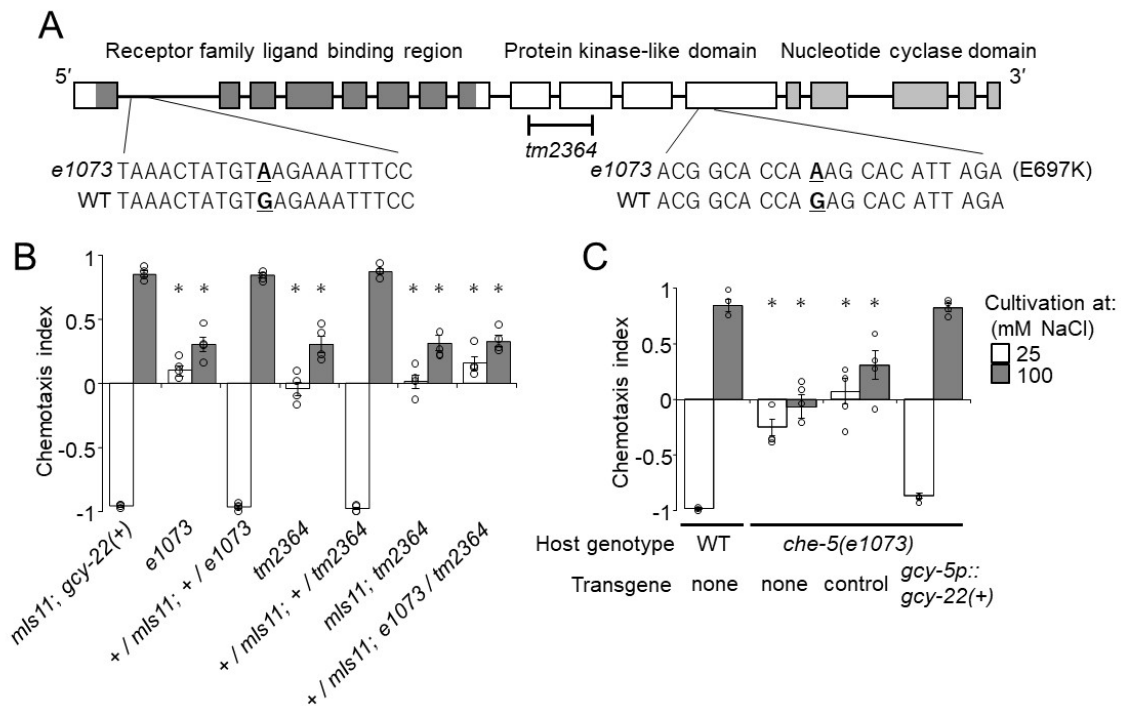 A
Receptor family ligand binding region Protein kinase-like domain Nucleotide cyclase domain
5′ 3′
tm2364
e1073 TAAACTATGTAAGAAATTTCC
WT TAAACTATGTGAGAAATTTCC
e1073 ACG GCA CCA AAG CAC ATT AGA (E697K)
WT ACG GCA CCA GAG CAC ATT AGA
B
Chemotaxis index
1
0.5
0
-0.5
-1
* * * * * * * *
mIs11; gcy-22(+)
e1073
+ / mIs11; + / e1073
tm2364
+ / mIs11; + / tm2364
mIs11; tm2364
+ / mIs11; e1073 / tm2364
C
Chemotaxis index
1
0.5
0
-0.5
-1
* * * *
Cultivation at:
(mM NaCl)
25
100
Host genotype WT che-5(e1073)
Transgene none none control gcy-5p::
gcy-22(+)